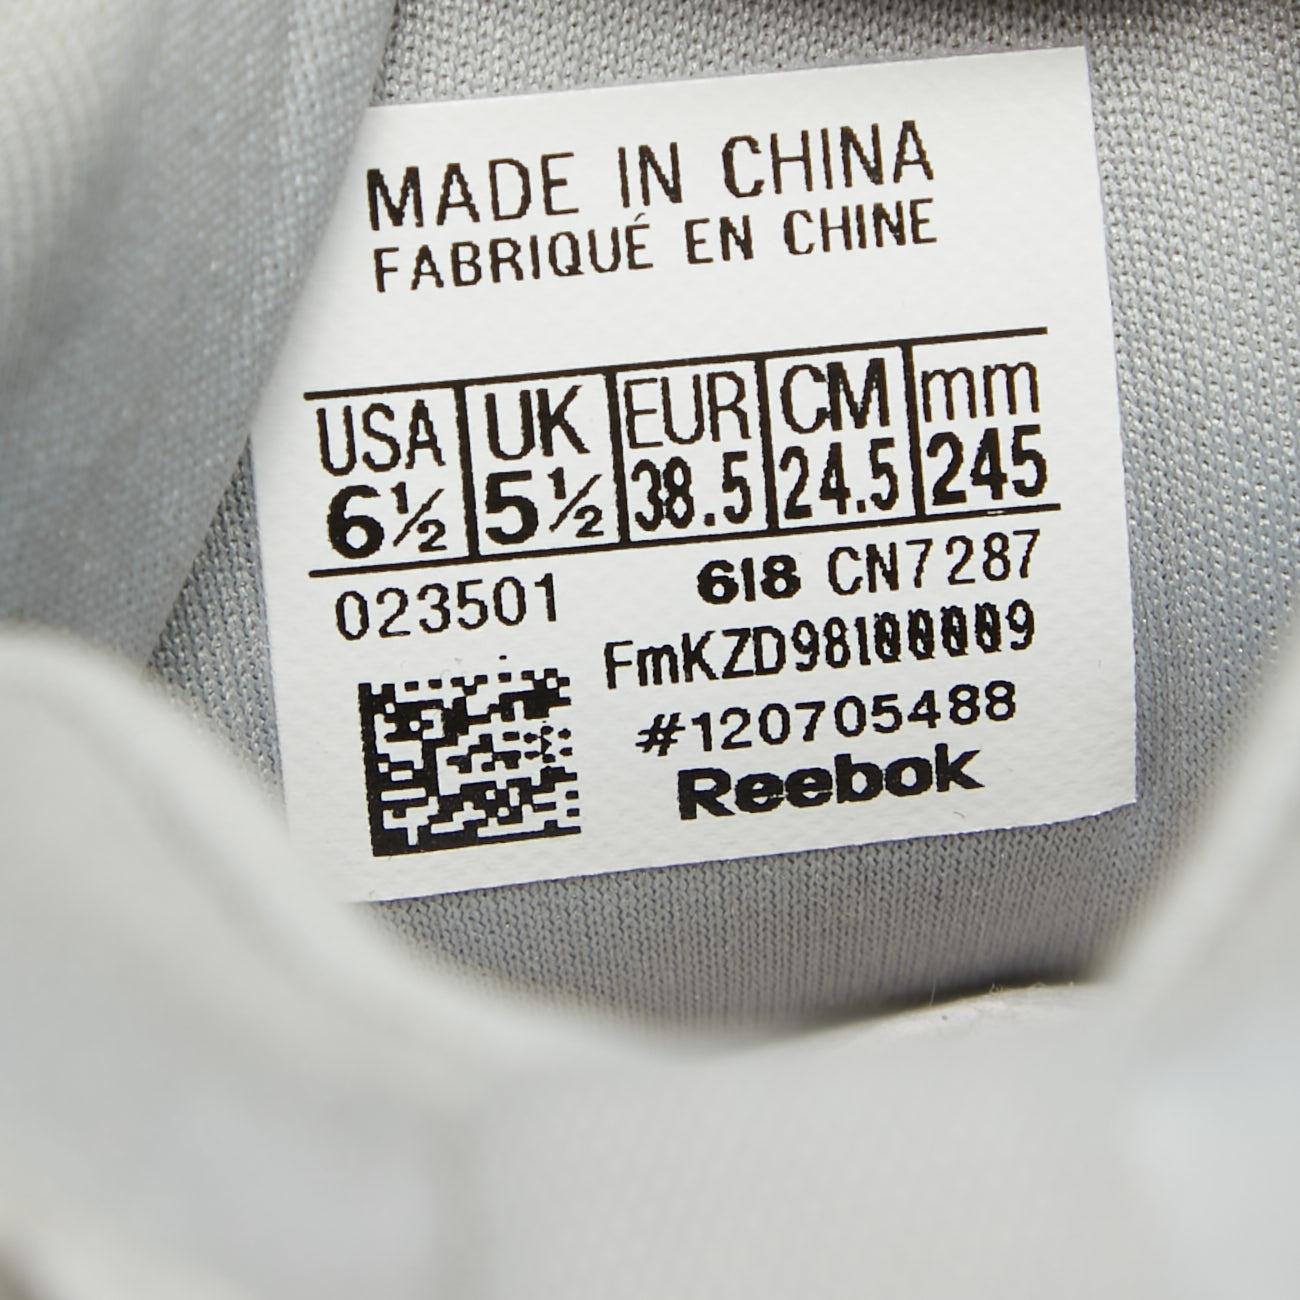 MADE IN CHINA
FABRIQUÉ EN CHINE
USA UK EUR CM mm
6½ 5½ 38.5 24.5 245
023501 618 CN7287
FmKZD98100009
#120705488
Reebok